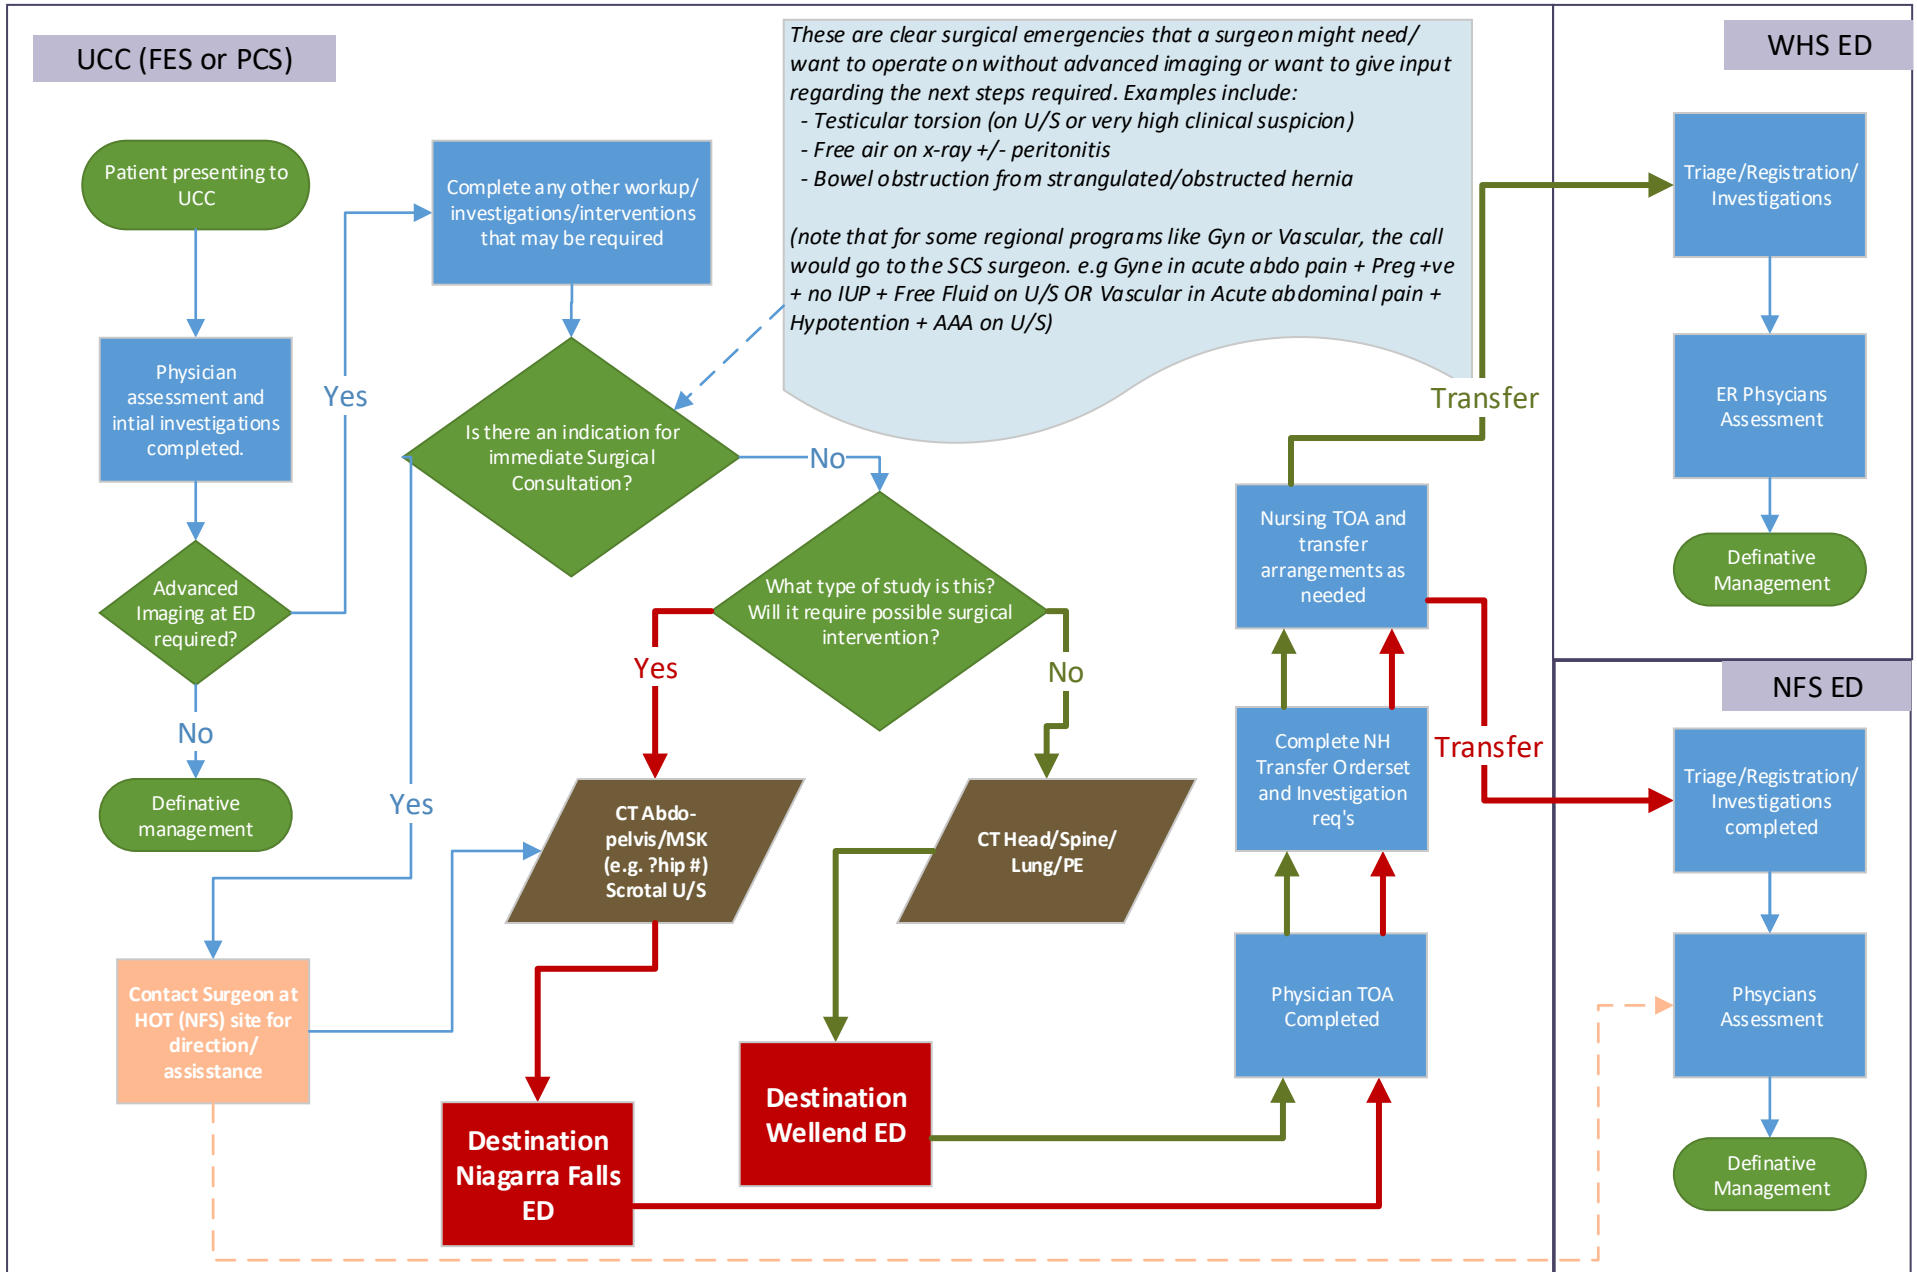 UCC (FES or PCS)
Patient presenting to
UCC
Physician
assessment and
intial investigations
completed.
Advanced
Imaging at ED
required?
No
Definative
management
Yes
Complete any other workup/
investigations/interventions
that may be required
Is there an indication for
immediate Surgical
Consultation?
These are clear surgical emergencies that a surgeon might need/
want to operate on without advanced imaging or want to give input
regarding the next steps required. Examples include:
- Testicular torsion (on U/S or very high clinical suspicion)
- Free air on x-ray +/- peritonitis
- Bowel obstruction from strangulated/obstructed hernia
(note that for some regional programs like Gyn or Vascular, the call
would go to the SCS surgeon. e.g Gyne in acute abdo pain + Preg +ve
+ no IUP + Free Fluid on U/S OR Vascular in Acute abdominal pain +
Hypotention + AAA on U/S)
Yes
Contact Surgeon at
HOT (NFS) site for
direction/
assisstance
No
What type of study is this?
Will it require possible surgical
intervention?
Yes
CT Abdo-
pelvis/MSK
(e.g. ?hip #)
Scrotal U/S
Destination
Niagarra Falls
ED
No
CT Head/Spine/
Lung/PE
Destination
Wellend ED
Physician TOA
Completed
Complete NH
Transfer Orderset
and Investigation
req's
Nursing TOA and
transfer
arrangements as
needed
Transfer
Transfer
WHS ED
Triage/Registration/
Investigations
ER Phsycians
Assessment
Definative
Management
NFS ED
Triage/Registration/
Investigations
completed
Phsycians
Assessment
Definative
Management